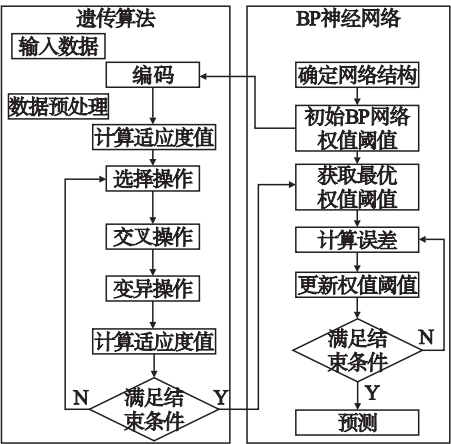 遗传算法
输入数据
编码
数据预处理
计算适应度值
选择操作
交叉操作
变异操作
计算适应度值
满足结
束条件
N
Y
BP神经网络
确定网络结构
初始BP网络
权值阈值
获取最优
权值阈值
计算误差
更新权值阈值
满足结
束条件
N
Y
预测